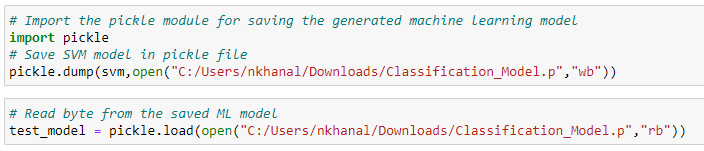 # Import the pickle module for saving the generated machine learning model
import pickle
# Save SVM model in pickle file
pickle.dump(svm,open("C:/Users/nkhanal/Downloads/Classification_Model.p","wb"))
# Read byte from the saved ML model
test_model = pickle.load(open("C:/Users/nkhanal/Downloads/Classification_Model.p","rb"))